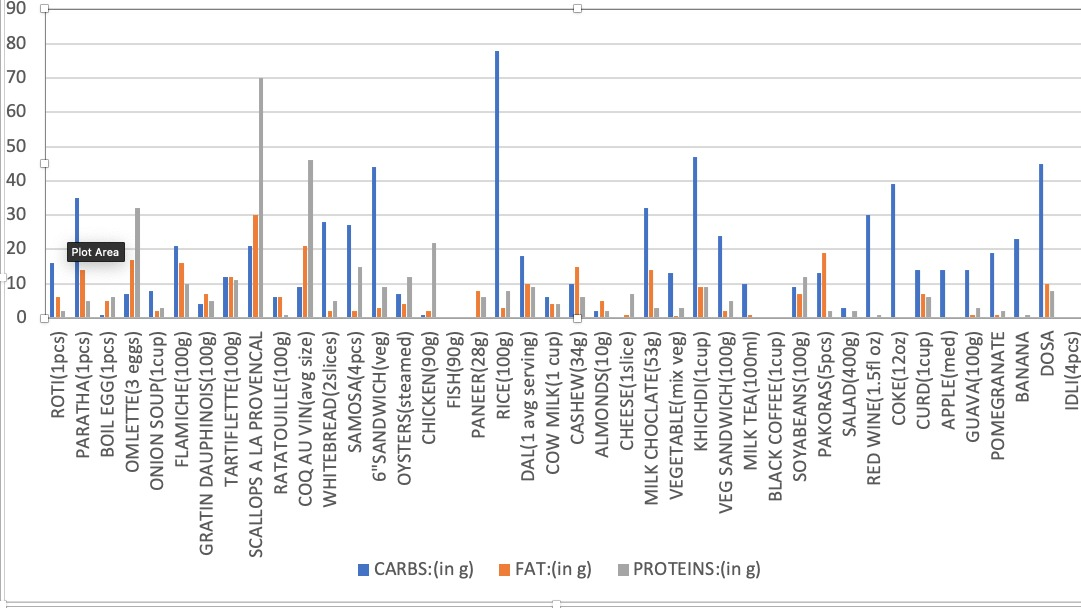 90
80
70
60
50
40
30
20
10
0
Plot Area
ROTI(1pcs)
PARATHA(1pcs)
BOIL EGG(1pcs)
OMLETTE(3 eggs)
ONION SOUP(1cup)
FLAMICHE(100g)
GRATIN DAUPHINOIS(100g)
TARTIFLETTE(100g)
SCALLOPS A LA PROVENCAL
RATATOUILLE(100g)
COQ AU VIN(avg size)
WHITEBREAD(2slices)
SAMOSA(4pcs)
6"SANDWICH(veg)
OYSTERS(steamed)
CHICKEN(90g)
FISH(90g)
PANEER(28g)
RICE(100g)
DAL(1 avg serving)
COW MILK(1 cup)
CASHEW(34g)
ALMONDS(10g)
CHEESE(1slice)
MILK CHOCLATE(53g)
VEGETABLE(mix veg)
KHICHDI(1cup)
VEG SANDWICH(100g)
MILK TEA(100ml)
BLACK COFFEE(1cup)
SOYABEANS(100g)
PAKORAS(5pcs)
SALAD(400g)
RED WINE(1.5fl oz)
COKE(12oz)
CURD(1cup)
APPLE(med)
GUAVA(100g)
POMEGRANATE
BANANA
DOSA
IDLI(4pcs)
CARBS:(in g)
FAT:(in g)
PROTEINS:(in g)